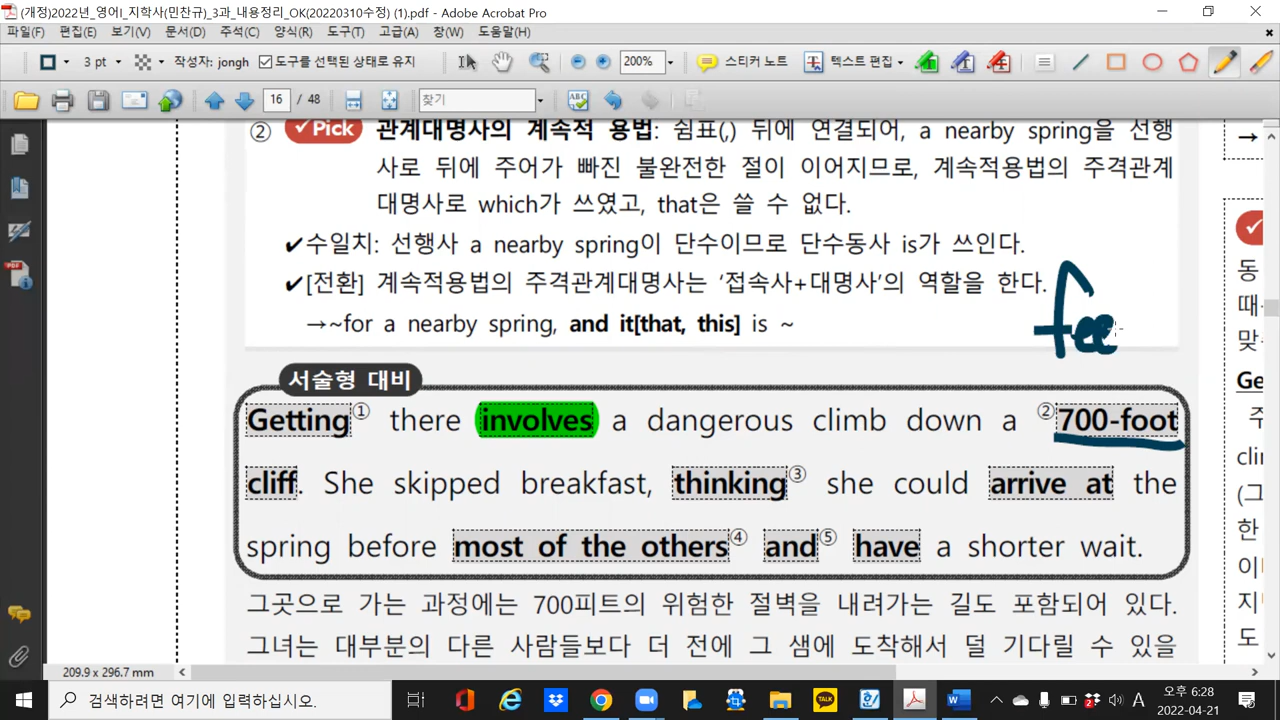 (개정)2022년_영어I_지학사(민찬규)_3과_내용정리_OK(20220310수정) (1).pdf - Adobe Acrobat Pro
파일(F) 편집(E) 보기(V) 문서(D) 주석(C) 양식(R) 도구(T) 고급(A) 창(W) 도움말(H)
3 pt 작성자: jongh 도구를 선택된 상태로 유지 200% 스티커 노트 텍스트 편집
16 / 48 찾기
② ✓Pick 관계대명사의 계속적 용법: 쉼표(,) 뒤에 연결되어, a nearby spring을 선행
사로 뒤에 주어가 빠진 불완전한 절이 이어지므로, 계속적용법의 주격관계
대명사로 which가 쓰였고, that은 쓸 수 없다.
✔수일치: 선행사 a nearby spring이 단수이므로 단수동사 is가 쓰인다.
✔[전환] 계속적용법의 주격관계대명사는 ‘접속사+대명사’의 역할을 한다.
→~for a nearby spring, and it[that, this] is ~
fee
서술형 대비
Getting① there involves a dangerous climb down a ②700-foot
cliff. She skipped breakfast, thinking③ she could arrive at the
spring before most of the others④ and⑤ have a shorter wait.
그곳으로 가는 과정에는 700피트의 위험한 절벽을 내려가는 길도 포함되어 있다.
그녀는 대부분의 다른 사람들보다 더 전에 그 샘에 도착해서 덜 기다릴 수 있을
→
✓
동
맞
Ge
주
clin
(그
한
이
지
도
209.9 x 296.7 mm
검색하려면 여기에 입력하십시오.
TALK
A
오후 6:28
2022-04-21